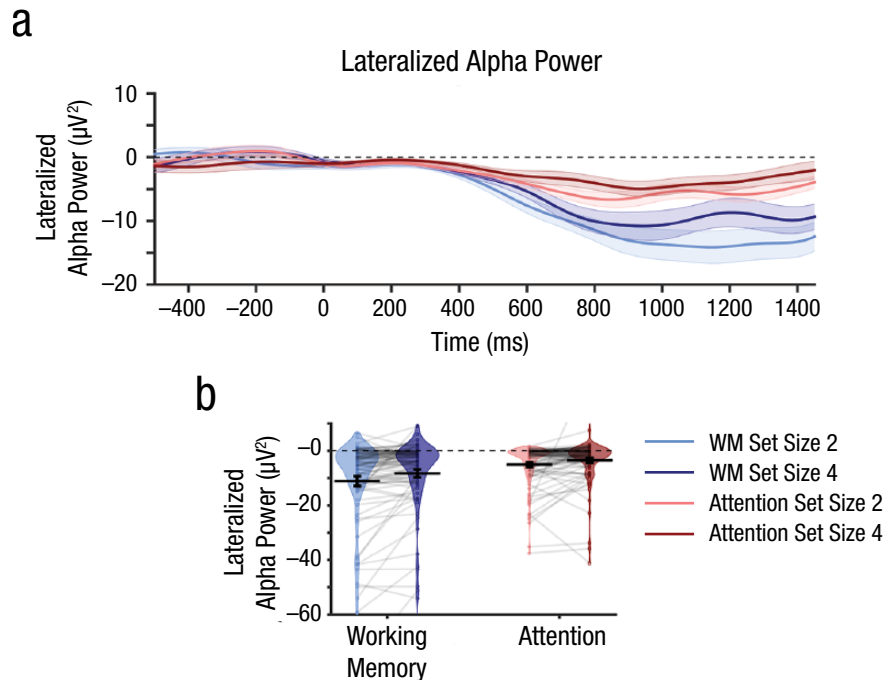 a
Lateralized Alpha Power
Lateralized
Alpha Power (µV²)
10
0
–10
–20
–400
–200
0
200
400
600
800
1000
1200
1400
Time (ms)
b
Lateralized
Alpha Power (µV²)
–0
–20
–40
–60
Working
Memory
Attention
WM Set Size 2
WM Set Size 4
Attention Set Size 2
Attention Set Size 4